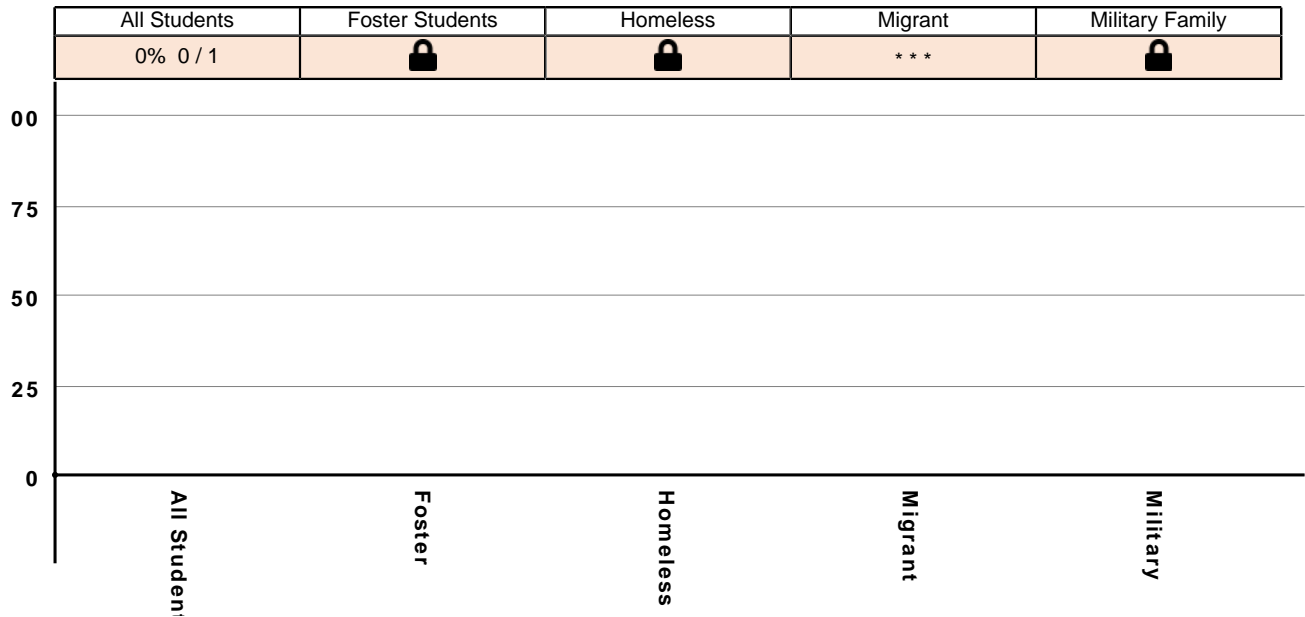 All Students Foster Students Homeless Migrant Military Family
0% 0 / 1 * * *
00
75
50
25
0
All Student
Foster
Homeless
Migrant
Military